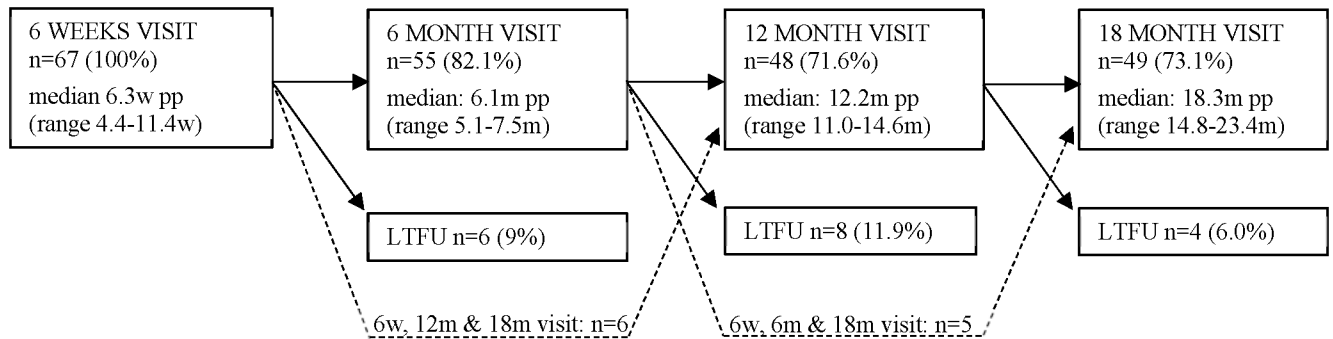 6 WEEKS VISIT
n=67 (100%)
median 6.3w pp
(range 4.4-11.4w)
6 MONTH VISIT
n=55 (82.1%)
median: 6.1m pp
(range 5.1-7.5m)
12 MONTH VISIT
n=48 (71.6%)
median: 12.2m pp
(range 11.0-14.6m)
18 MONTH VISIT
n=49 (73.1%)
median: 18.3m pp
(range 14.8-23.4m)
LTFU n=6 (9%)
LTFU n=8 (11.9%)
LTFU n=4 (6.0%)
6w, 12m & 18m visit: n=6
6w, 6m & 18m visit: n=5